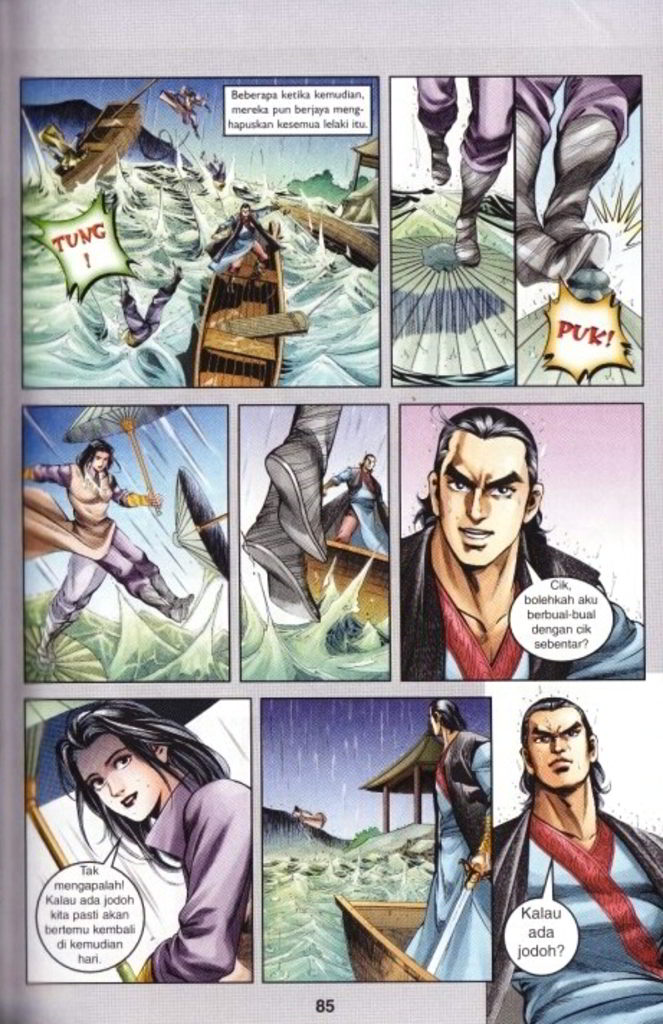 Beberapa ketika kemudian,
mereka pun berjaya meng-
hapuskan kesemua lelaki itu.
TUNG
!
PUK!
Cik,
bolehkah aku
berbual-bual
dengan cik
sebentar?
Tak
mengapalah!
Kalau ada jodoh
kita pasti akan
bertemu kembali
di kemudian
hari.
Kalau
ada
jodoh?
85